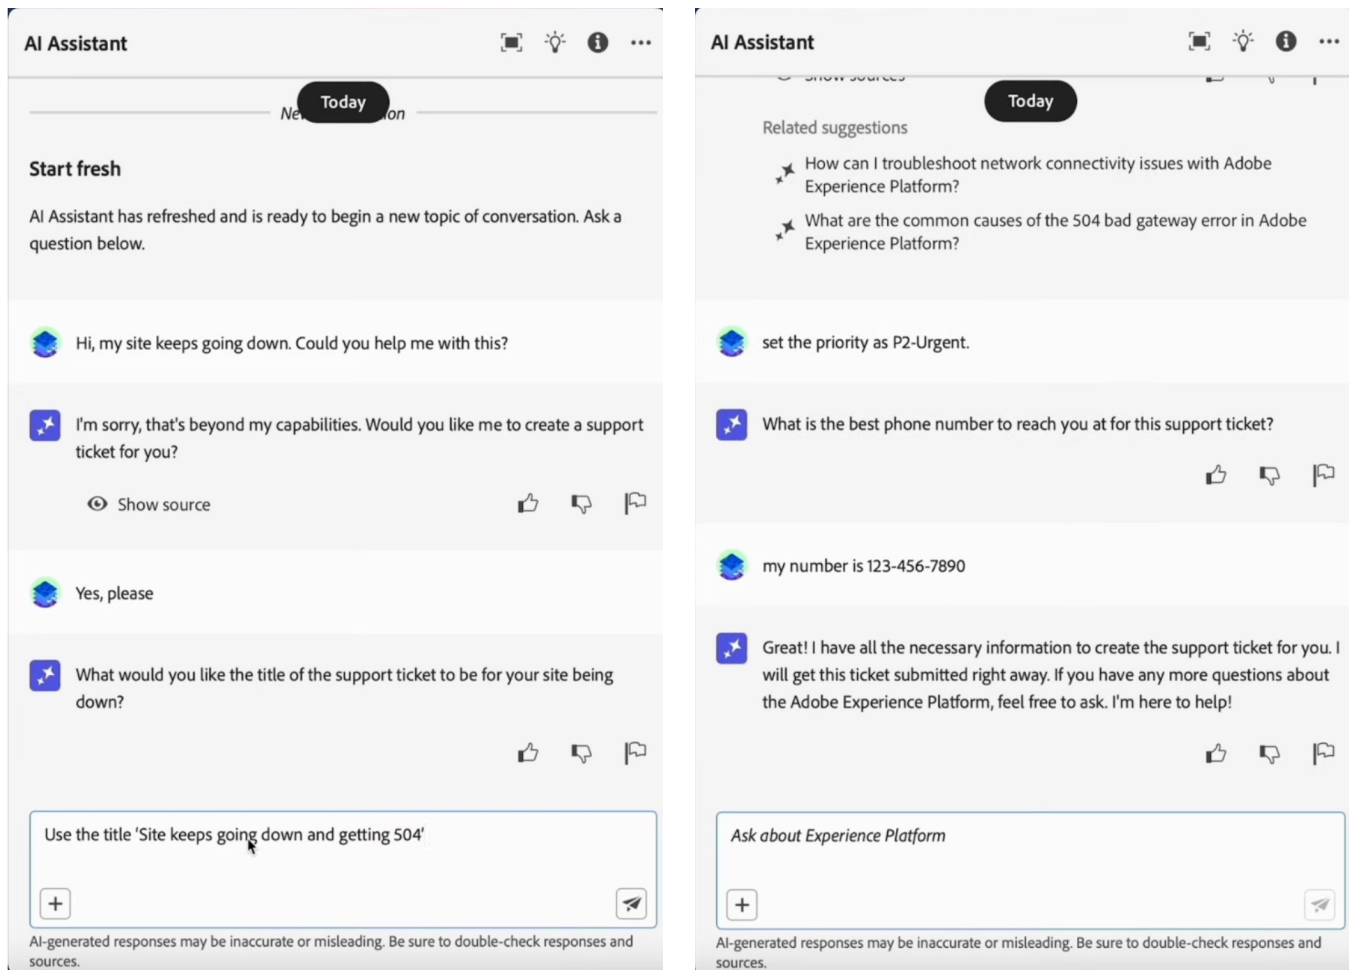 AI Assistant
Today
Start fresh
AI Assistant has refreshed and is ready to begin a new topic of conversation. Ask a
question below.
Hi, my site keeps going down. Could you help me with this?
I'm sorry, that's beyond my capabilities. Would you like me to create a support
ticket for you?
Show source
Yes, please
What would you like the title of the support ticket to be for your site being
down?
Use the title 'Site keeps going down and getting 504'
AI-generated responses may be inaccurate or misleading. Be sure to double-check responses and
sources.
AI Assistant
Show sources
Today
Related suggestions
How can I troubleshoot network connectivity issues with Adobe
Experience Platform?
What are the common causes of the 504 bad gateway error in Adobe
Experience Platform?
set the priority as P2-Urgent.
What is the best phone number to reach you at for this support ticket?
my number is 123-456-7890
Great! I have all the necessary information to create the support ticket for you. I
will get this ticket submitted right away. If you have any more questions about
the Adobe Experience Platform, feel free to ask. I'm here to help!
Ask about Experience Platform
AI-generated responses may be inaccurate or misleading. Be sure to double-check responses and
sources.